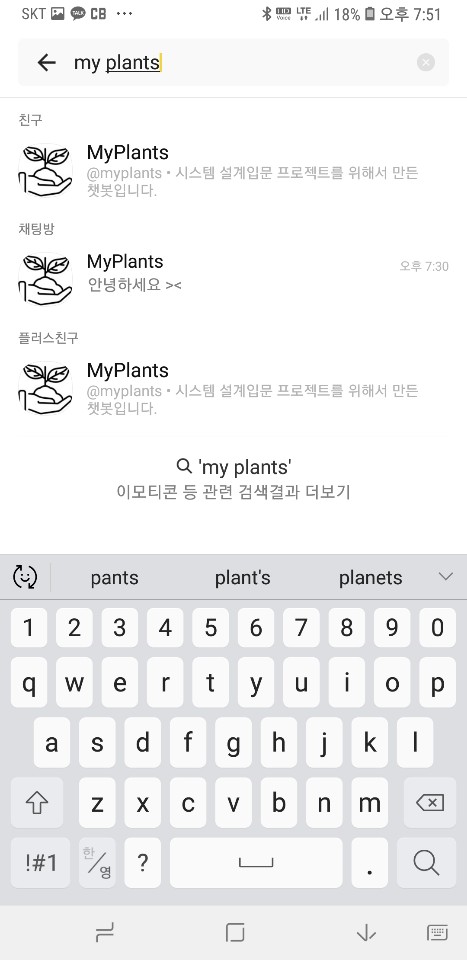 SKT TALK CB ... HD Voice LTE 18% 오후 7:51
my plants
친구
MyPlants
@myplants • 시스템 설계입문 프로젝트를 위해서 만든
챗봇입니다.
채팅방
MyPlants 오후 7:30
안녕하세요 ><
플러스친구
MyPlants
@myplants • 시스템 설계입문 프로젝트를 위해서 만든
챗봇입니다.
'my plants'
이모티콘 등 관련 검색결과 더보기
pants plant's planets
1 2 3 4 5 6 7 8 9 0
q w e r t y u i o p
a s d f g h j k l
z x c v b n m
!#1 한/영 ? .